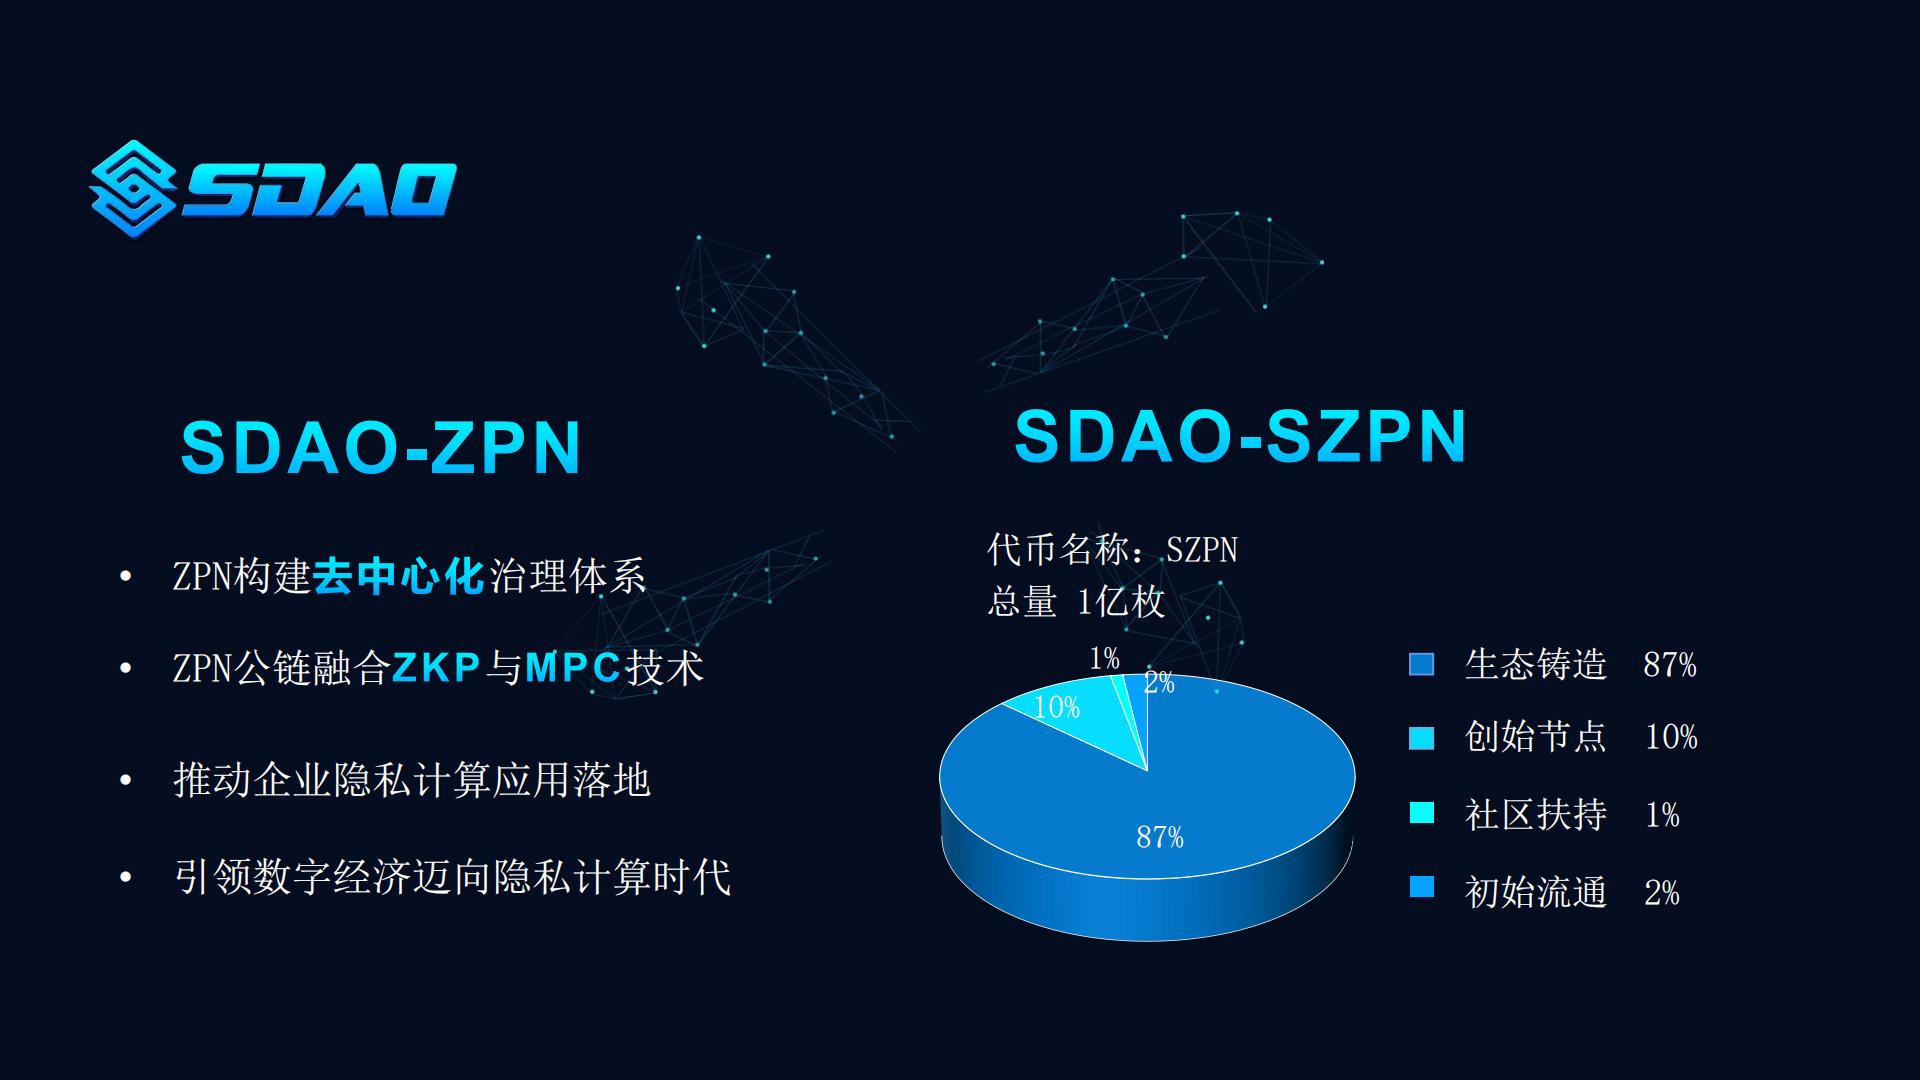 SDAO
SDAO-ZPN
ZPN构建去中心化治理体系
ZPN公链融合ZKP与MPC技术
推动企业隐私计算应用落地
引领数字经济迈向隐私计算时代
SDAO-SZPN
代币名称：SZPN
总量 1亿枚
1%
2%
10%
87%
生态铸造 87%
创始节点 10%
社区扶持 1%
初始流通 2%